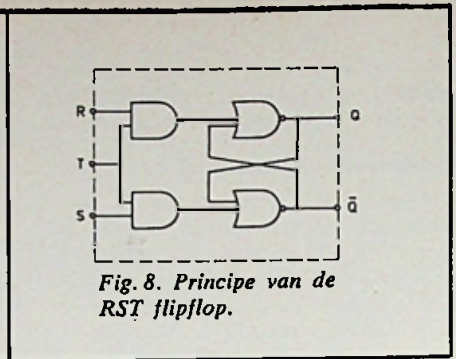 R
Q
T
S
Q̄
Fig. 8. Principe van de
RST flipflop.